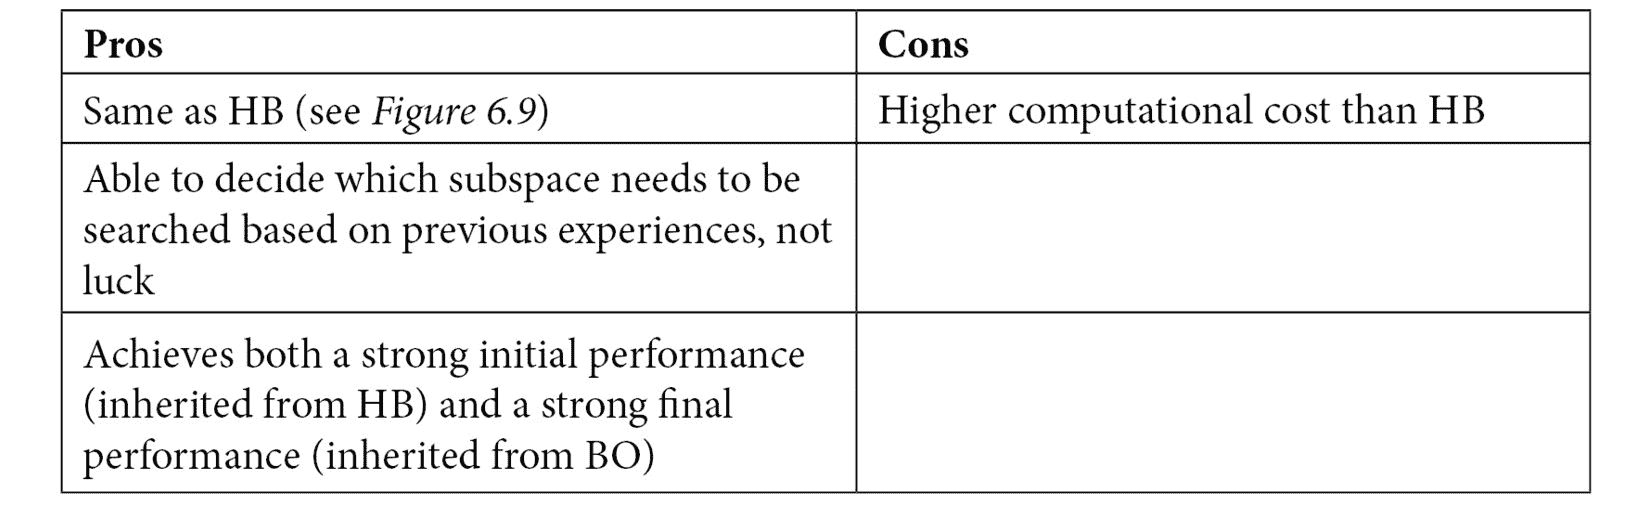 Pros
Cons
Same as HB (see Figure 6.9)
Higher computational cost than HB
Able to decide which subspace needs to be
searched based on previous experiences, not
luck
Achieves both a strong initial performance
(inherited from HB) and a strong final
performance (inherited from BO)